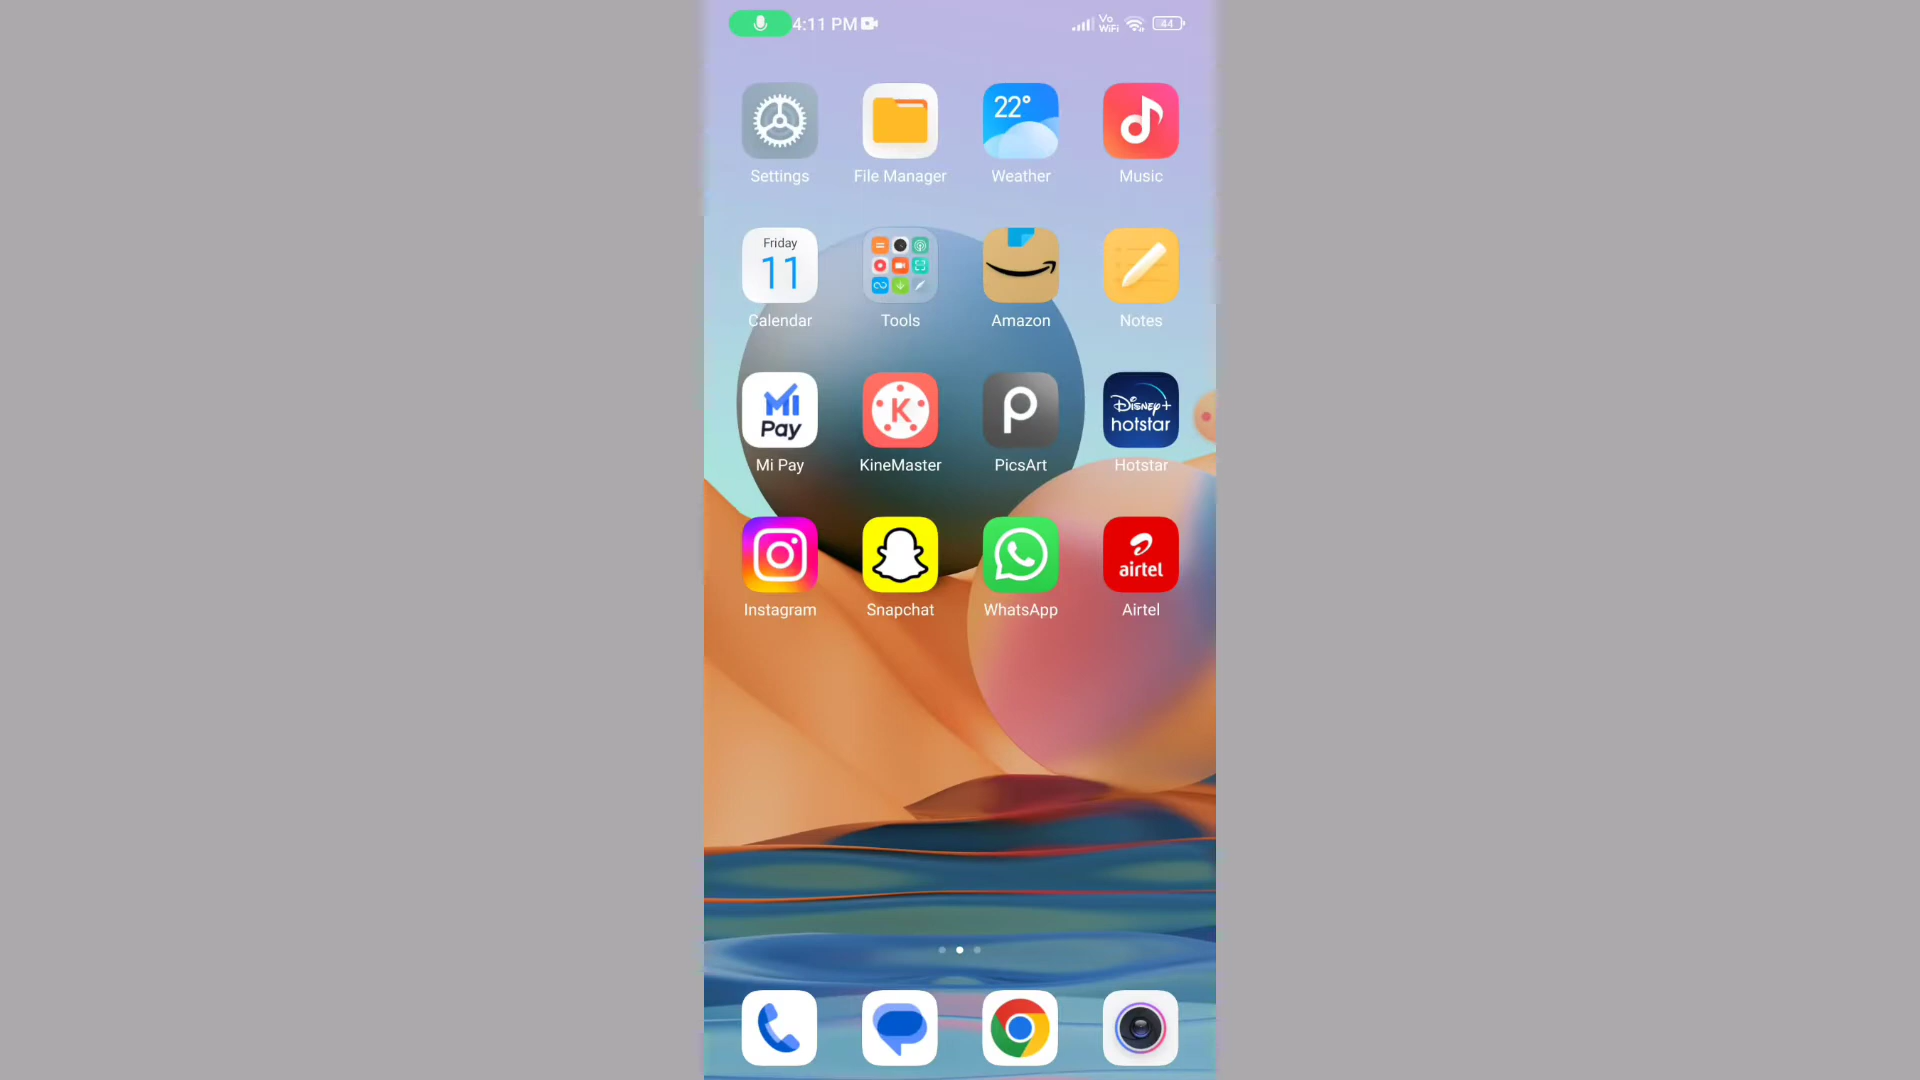 4:11 PM
Vo
WiFi
44
22°
Settings
File Manager
Weather
Music
Friday
11
Calendar
Tools
Amazon
Notes
MI
Pay
K
p
Disney+
hotstar
Mi Pay
KineMaster
PicsArt
Hotstar
airtel
Instagram
Snapchat
WhatsApp
Airtel